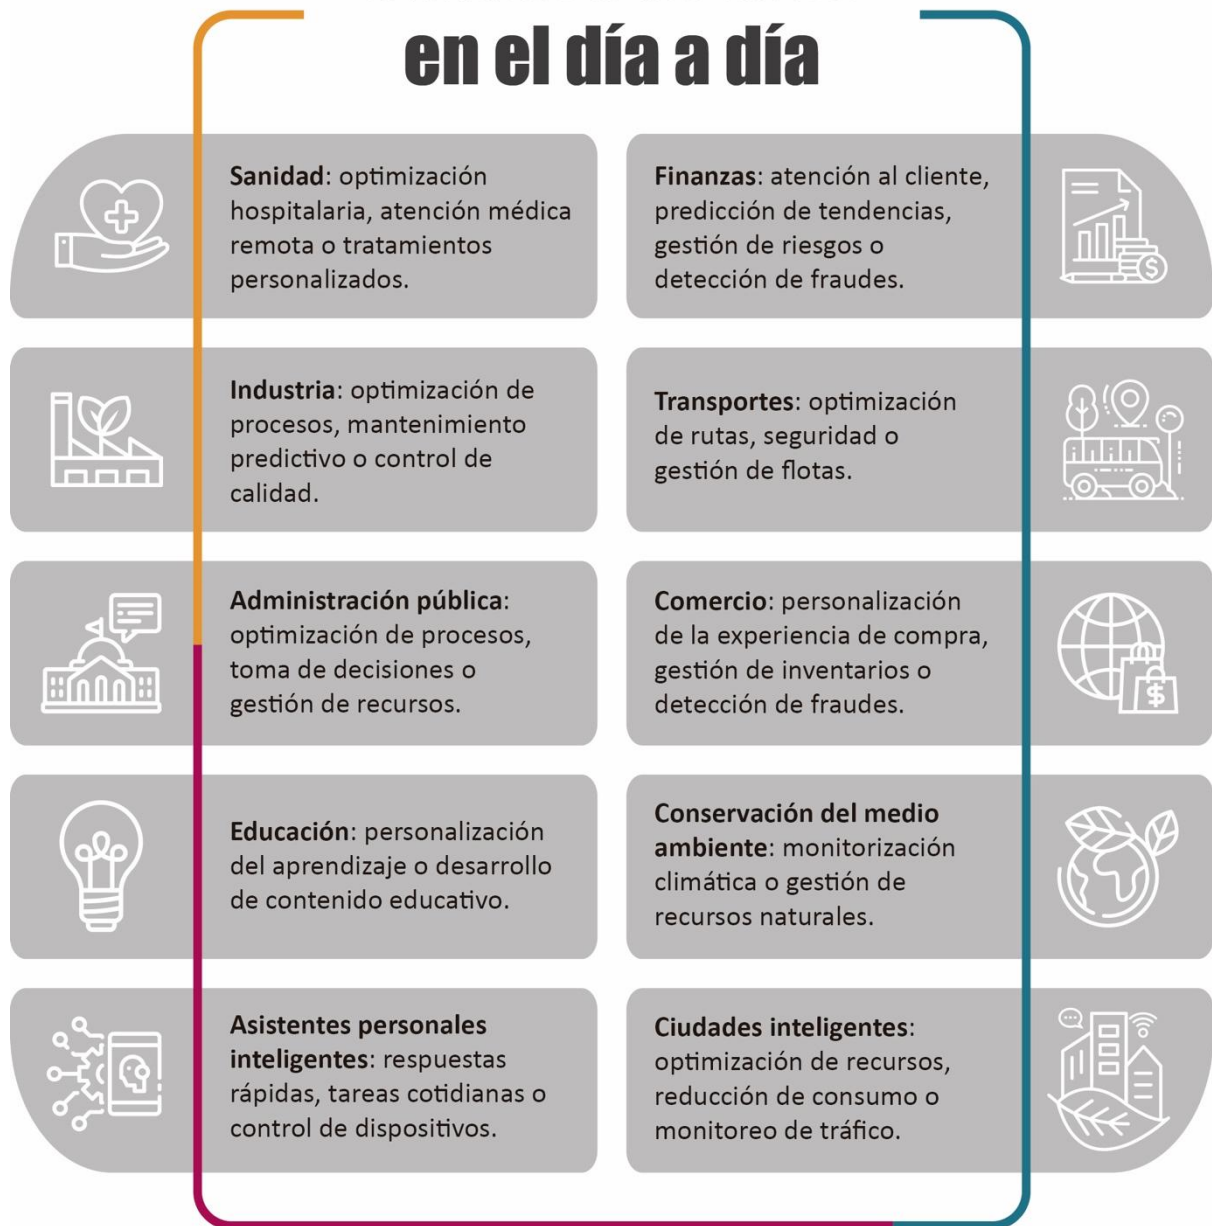 en el día a día
Sanidad: optimización
hospitalaria, atención médica
remota o tratamientos
personalizados.
Finanzas: atención al cliente,
predicción de tendencias,
gestión de riesgos o
detección de fraudes.
Industria: optimización de
procesos, mantenimiento
predictivo o control de
calidad.
Transportes: optimización
de rutas, seguridad o
gestión de flotas.
Administración pública:
optimización de procesos,
toma de decisiones o
gestión de recursos.
Comercio: personalización
de la experiencia de compra,
gestión de inventarios o
detección de fraudes.
Educación: personalización
del aprendizaje o desarrollo
de contenido educativo.
Conservación del medio
ambiente: monitorización
climática o gestión de
recursos naturales.
Asistentes personales
inteligentes: respuestas
rápidas, tareas cotidianas o
control de dispositivos.
Ciudades inteligentes:
optimización de recursos,
reducción de consumo o
monitoreo de tráfico.